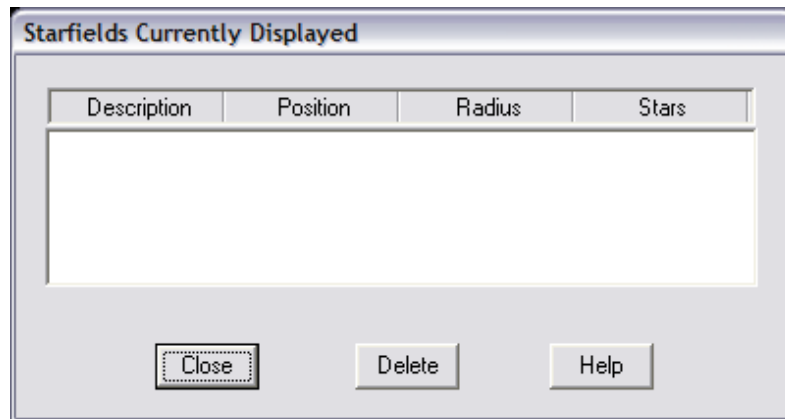 Starfields Currently Displayed
Description Position Radius Stars
Close Delete Help